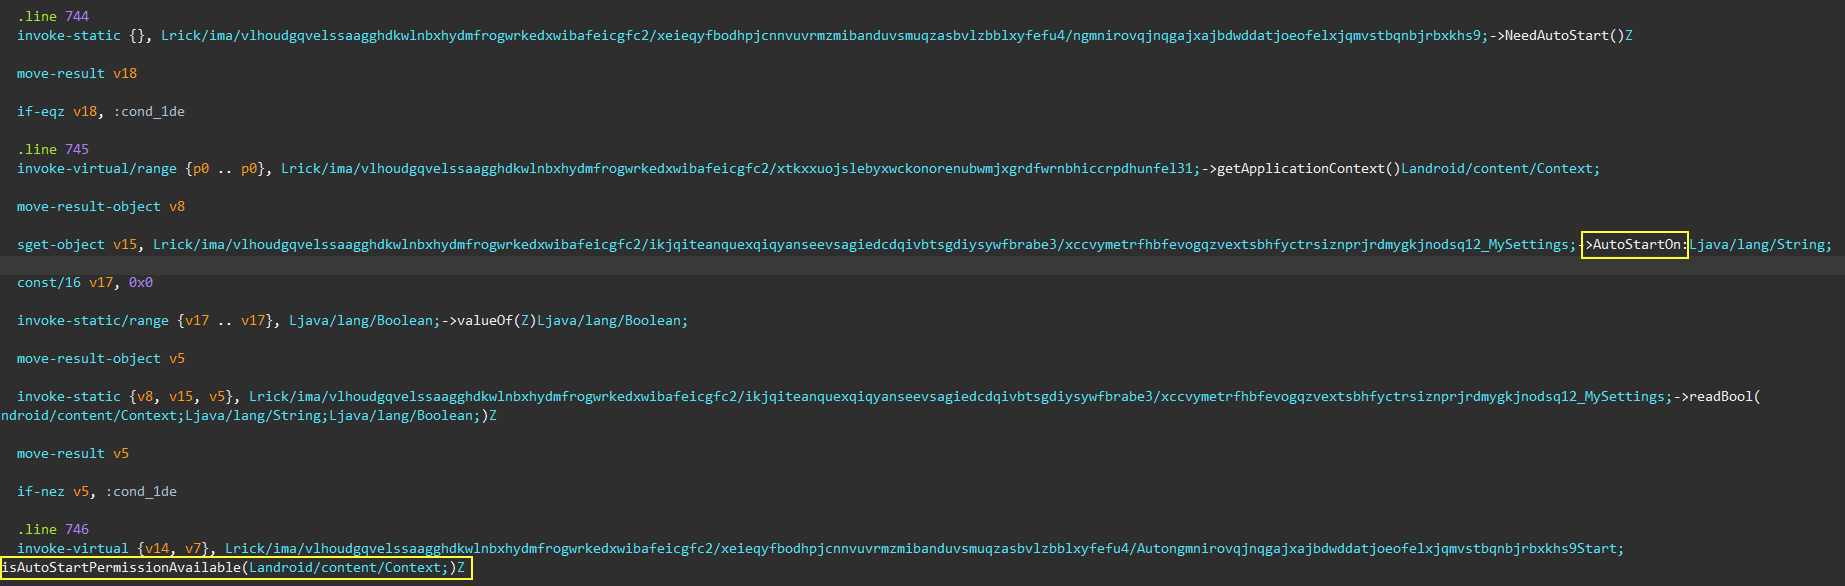 .line 744
invoke-static {}, Lrick/ima/vlhoudgqvelssaagghdkwlnbxhydmfrogwrkedxwibafeicgfc2/xeieqyfbodhpjcnnvuvrmzmibanduvsmuqzasbvlzbblxyfefu4/ngmnirovqjnqgajxajbdwddatjoeofelxjqmvstbqnbjrbxkhs9;->NeedAutoStart()Z
move-result v18
if-eqz v18, :cond_1de
.line 745
invoke-virtual/range {p0 .. p0}, Lrick/ima/vlhoudgqvelssaagghdkwlnbxhydmfrogwrkedxwibafeicgfc2/xtkxxuojslebyxwckonorenubwmjxgrdfwrnbhiccrpdhunfel31;->getApplicationContext()Landroid/content/Context;
move-result-object v8
sget-object v15, Lrick/ima/vlhoudgqvelssaagghdkwlnbxhydmfrogwrkedxwibafeicgfc2/ikjqiteanquexqiqyanseevsagiedcdqivbtsgdiysywfbrabe3/xccvymetrfhbfevogqzvextsbhfyctrsiznprjrdmygkjnodsq12_MySettings;->AutoStartOn:Ljava/lang/String;
const/16 v17, 0x0
invoke-static/range {v17 .. v17}, Ljava/lang/Boolean;->valueOf(Z)Ljava/lang/Boolean;
move-result-object v5
invoke-static {v8, v15, v5}, Lrick/ima/vlhoudgqvelssaagghdkwlnbxhydmfrogwrkedxwibafeicgfc2/ikjqiteanquexqiqyanseevsagiedcdqivbtsgdiysywfbrabe3/xccvymetrfhbfevogqzvextsbhfyctrsiznprjrdmygkjnodsq12_MySettings;->readBool(
ndroid/content/Context;Ljava/lang/String;Ljava/lang/Boolean;)Z
move-result v5
if-nez v5, :cond_1de
.line 746
invoke-virtual {v14, v7}, Lrick/ima/vlhoudgqvelssaagghdkwlnbxhydmfrogwrkedxwibafeicgfc2/xeieqyfbodhpjcnnvuvrmzmibanduvsmuqzasbvlzbblxyfefu4/Autongmnirovqjnqgajxajbdwddatjoeofelxjqmvstbqnbjrbxkhs9Start;
isAutoStartPermissionAvailable(Landroid/content/Context;)Z